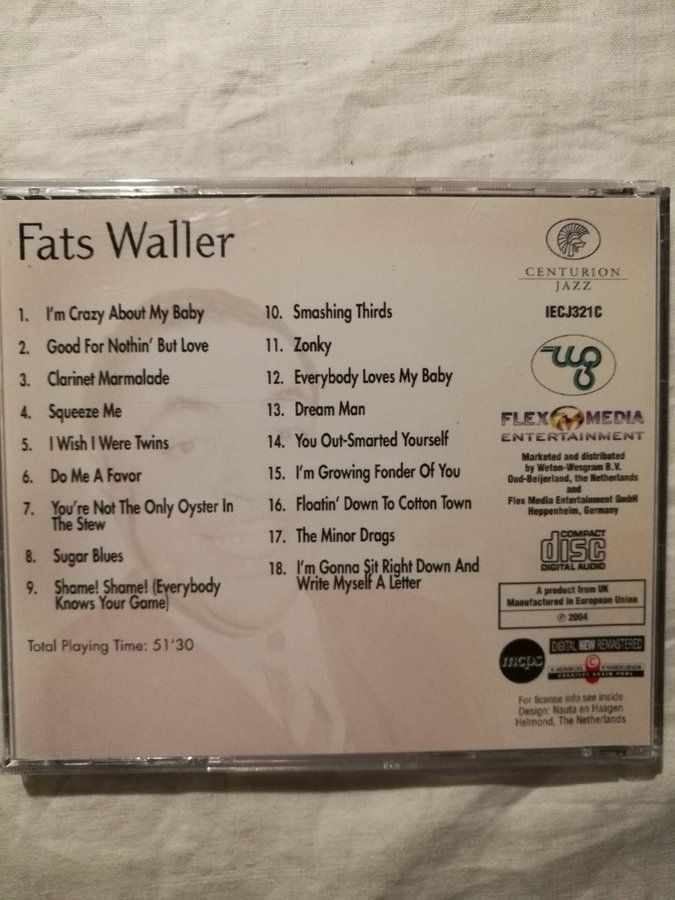 Fats Waller
1. I'm Crazy About My Baby
2. Good For Nothin' But Love
3. Clarinet Marmalade
4. Squeeze Me
5. I Wish I Were Twins
6. Do Me A Favor
7. You're Not The Only Oyster In
The Stew
8. Sugar Blues
9. Shame! Shame! (Everybody
Knows Your Game)
Total Playing Time: 51'30
10. Smashing Thirds
11. Zonky
12. Everybody Loves My Baby
13. Dream Man
14. You Out-Smarted Yourself
15. I'm Growing Fonder Of You
16. Floatin' Down To Cotton Town
17. The Minor Drags
18. I'm Gonna Sit Right Down And
Write Myself A Letter
CENTURION
JAZZ
IECJ321C
FLEX MEDIA
ENTERTAINMENT
Marketed and distributed
by Weton-Wesgram B.V.
Oud-Beijerland, the Netherlands
and
Flex Media Entertainment GmbH
Heppenheim, Germany
COMPACT
disc
DIGITAL AUDIO
A product from UK
Manufactured in European Union
℗ 2004
mcps
DIGITAL NEW REMASTERED
CREATIVE BRAIN POOL
For license info see inside
Design: Nauta en Haagen
Helmond, The Netherlands